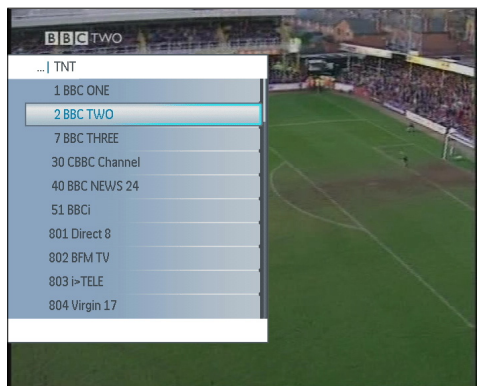 BBC TWO
...| TNT
1 BBC ONE
2 BBC TWO
7 BBC THREE
30 CBBC Channel
40 BBC NEWS 24
51 BBCi
801 Direct 8
802 BFM TV
803 i>TELE
804 Virgin 17